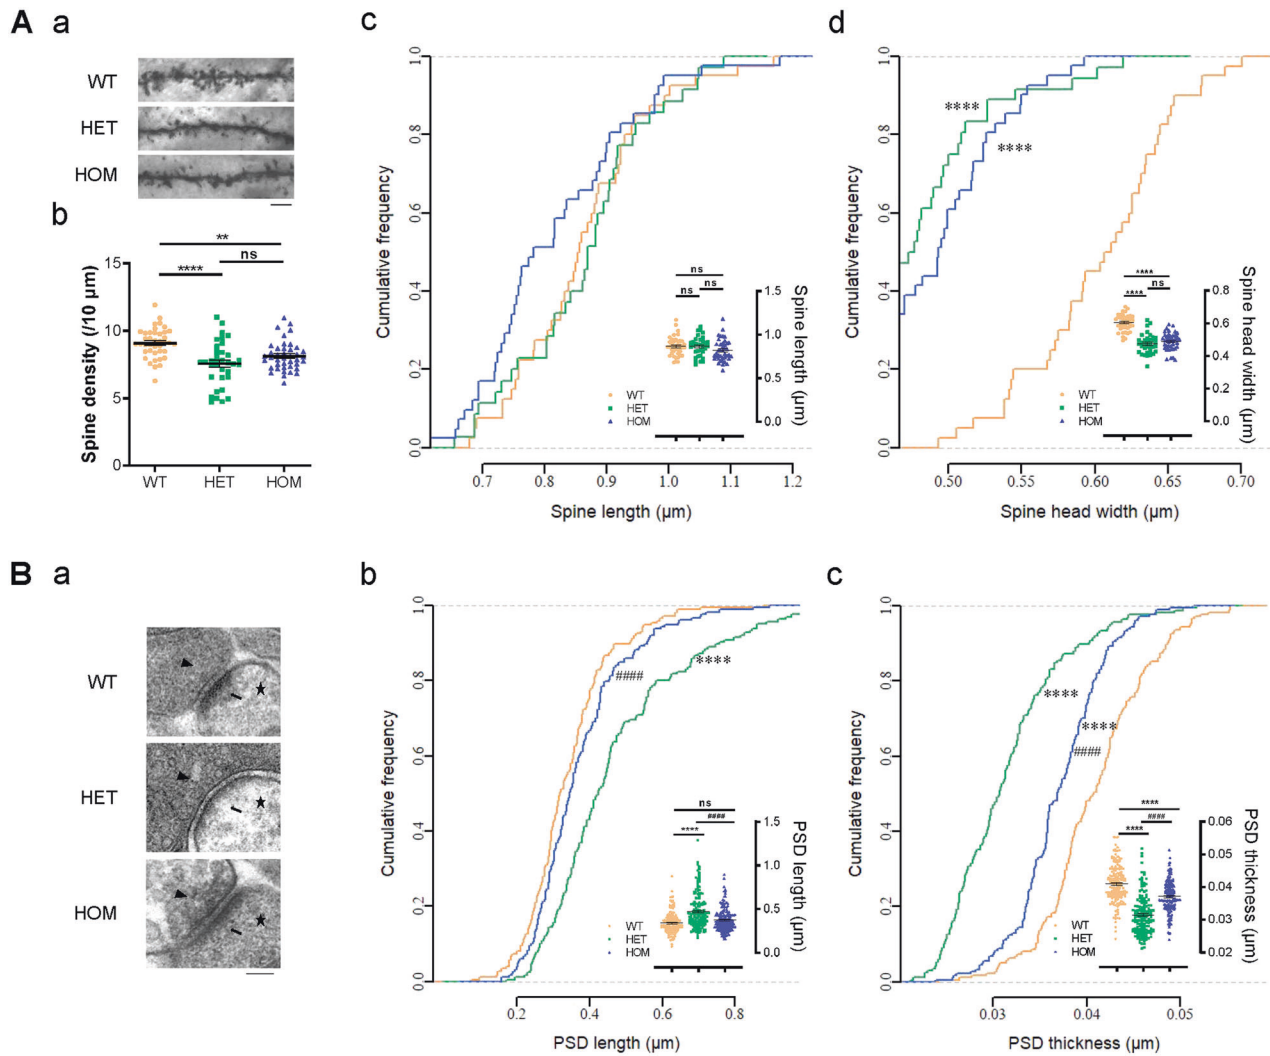 A a
WT
HET
HOM
b
Spine density (/10 µm)
15
10
5
0
**
ns
****
WT HET HOM
c
Cumulative frequency
1.0
0.8
0.6
0.4
0.2
0.0
0.7 0.8 0.9 1.0 1.1 1.2
Spine length (µm)
ns
ns ns
WT
HET
HOM
1.5
1.0
0.5
0.0
Spine length (µm)
d
Cumulative frequency
1.0
0.8
0.6
0.4
0.2
0.0
0.50 0.55 0.60 0.65 0.70
Spine head width (µm)
****
****
****
**** ns
WT
HET
HOM
0.8
0.6
0.4
0.2
0.0
Spine head width (µm)
B a
WT
HET
HOM
b
Cumulative frequency
1.0
0.8
0.6
0.4
0.2
0.0
0.2 0.4 0.6 0.8
PSD length (µm)
****
####
ns
####
****
WT
HET
HOM
1.5
1.0
0.5
0.0
PSD length (µm)
c
Cumulative frequency
1.0
0.8
0.6
0.4
0.2
0.0
0.03 0.04 0.05
PSD thickness (µm)
****
****
####
****
####
****
WT
HET
HOM
0.06
0.05
0.04
0.03
0.02
PSD thickness (µm)